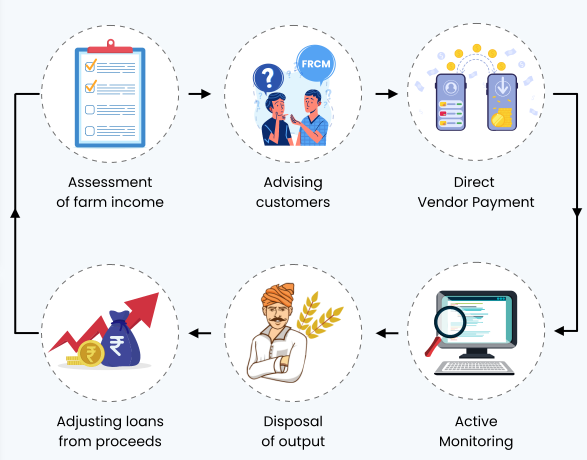 ?
FRCM
Assessment
of farm income
Advising
customers
Direct
Vendor Payment
₹
₹
Adjusting loans
from proceeds
Disposal
of output
Active
Monitoring